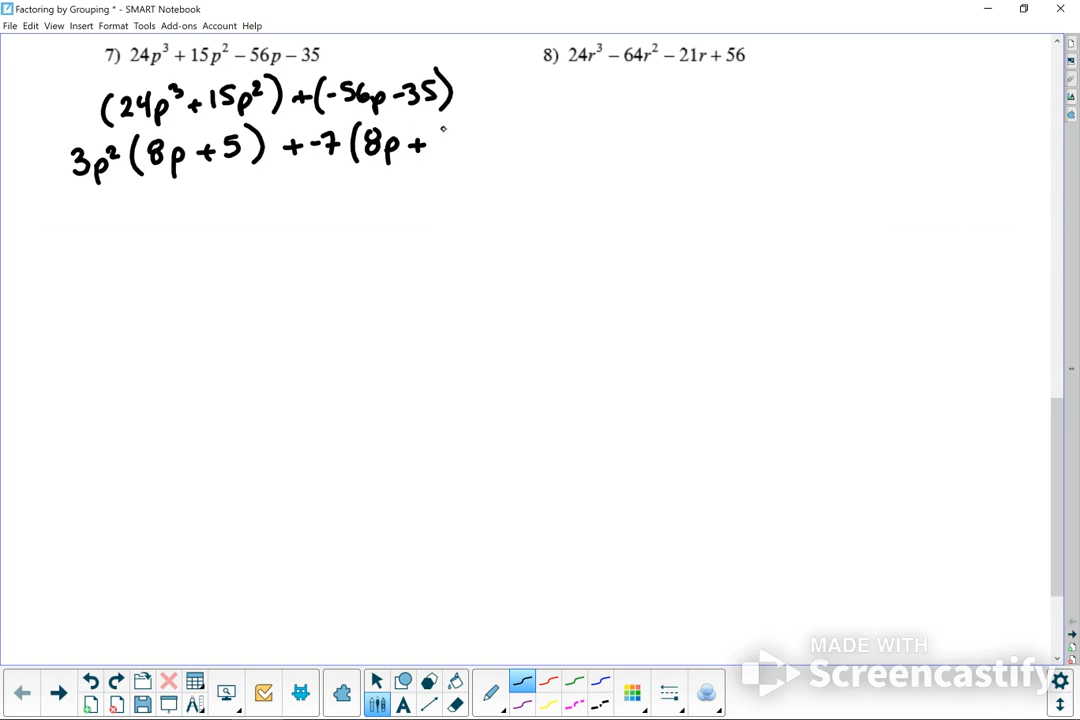 Factoring by Grouping * - SMART Notebook
File Edit View Insert Format Tools Add-ons Account Help
7) 24p³ + 15p² − 56p − 35
(24p³ + 15p²) + (-56p - 35)
3p² (8p + 5) + -7 (8p +
8) 24r³ − 64r² − 21r + 56
MADE WITH
Screencastify